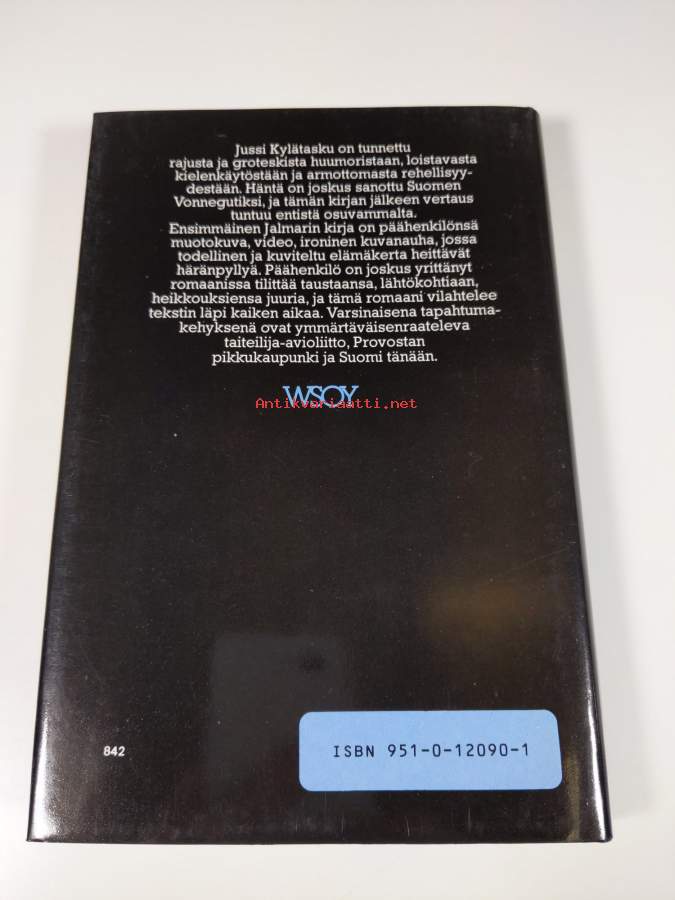 Jussi Kylätasku on tunnettu
rajusta ja groteskista huumoristaan, loistavasta
kielenkäytöstään ja armottomasta rehellisyy-
destään. Häntä on joskus sanottu Suomen
Vonnegutiksi, ja tämän kirjan jälkeen vertaus
tuntuu entistä osuvammalta.
Ensimmäinen Jalmarin kirja on päähenkilönsä
muotokuva, video, ironinen kuvanauha, jossa
todellinen ja kuviteltu elämäkerta heittävät
häränpyllyä. Päähenkilö on joskus yrittänyt
romaanissa tilittää taustaansa, lähtökohtiaan,
heikkouksiensa juuria, ja tämä romaani vilahtelee
tekstin läpi kaiken aikaa. Varsinaisena tapahtuma-
kehyksenä ovat ymmärtäväisenraateleva
taiteilija-avioliitto, Provostan
pikkukaupunki ja Suomi tänään.
WSOY
Antikvariaatti.net
842
ISBN 951-0-12090-1